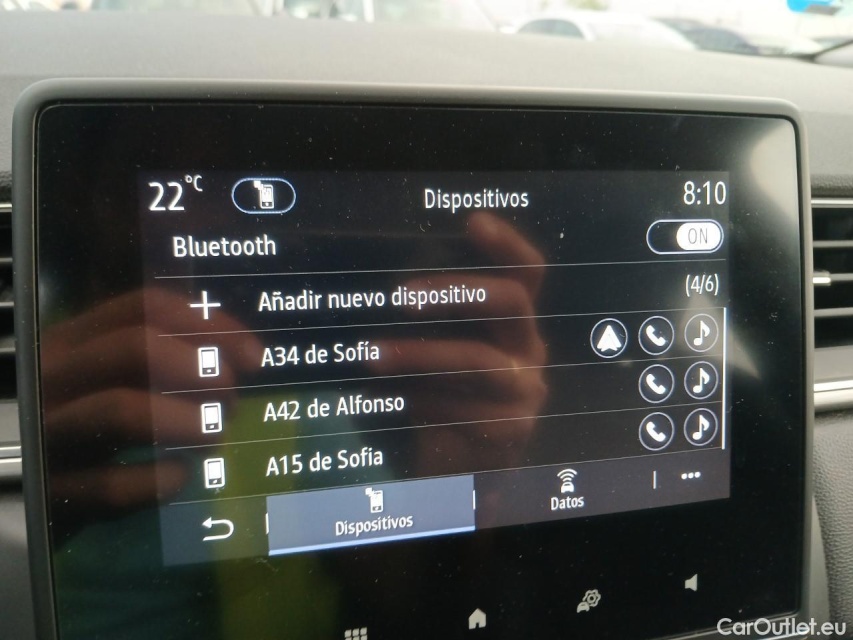 22°C
Dispositivos
8:10
Bluetooth
ON
Añadir nuevo dispositivo
(4/6)
A34 de Sofía
A42 de Alfonso
A15 de Sofia
Dispositivos
Datos
CarOutlet.eu